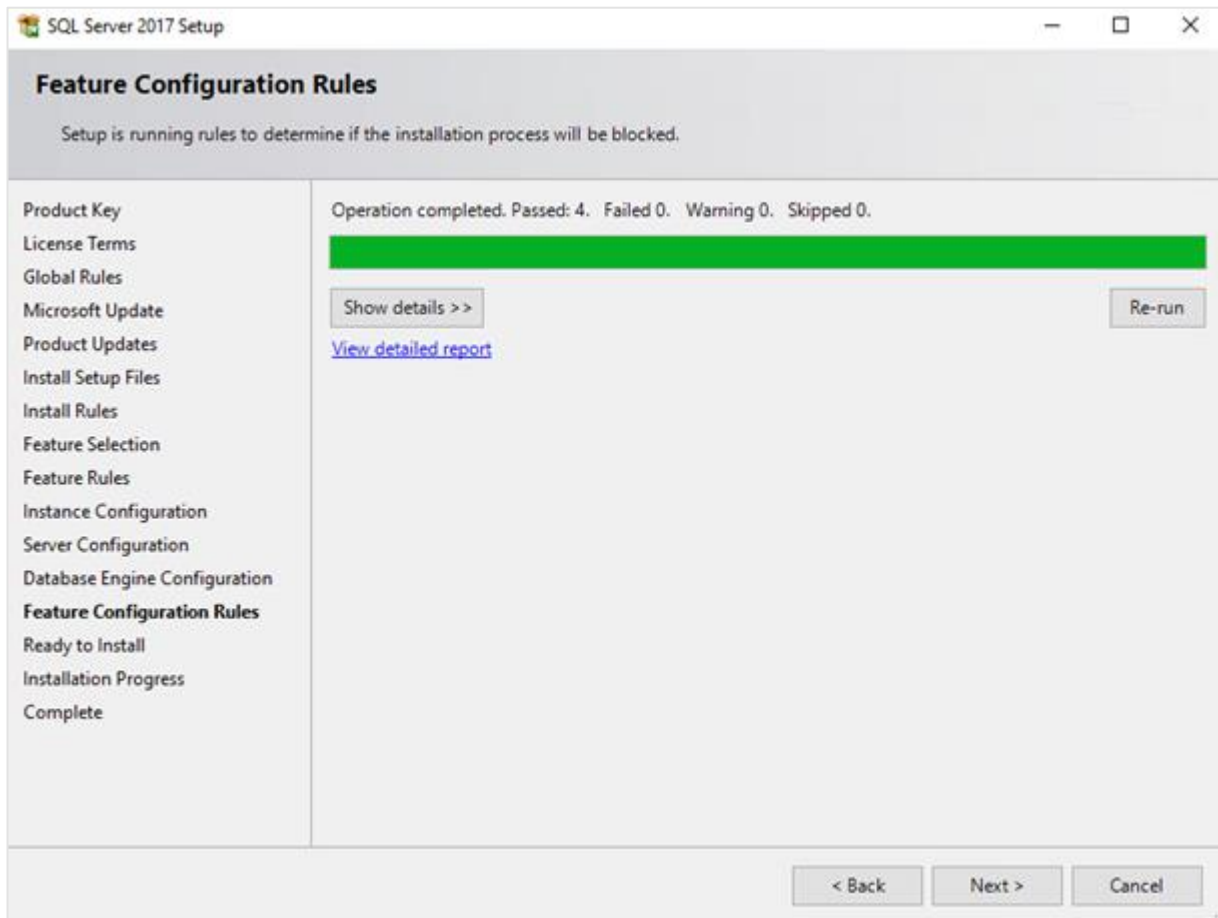 SQL Server 2017 Setup
Feature Configuration Rules
Setup is running rules to determine if the installation process will be blocked.
Product Key
License Terms
Global Rules
Microsoft Update
Product Updates
Install Setup Files
Install Rules
Feature Selection
Feature Rules
Instance Configuration
Server Configuration
Database Engine Configuration
Feature Configuration Rules
Ready to Install
Installation Progress
Complete
Operation completed. Passed: 4. Failed 0. Warning 0. Skipped 0.
Show details >>
Re-run
View detailed report
< Back
Next >
Cancel